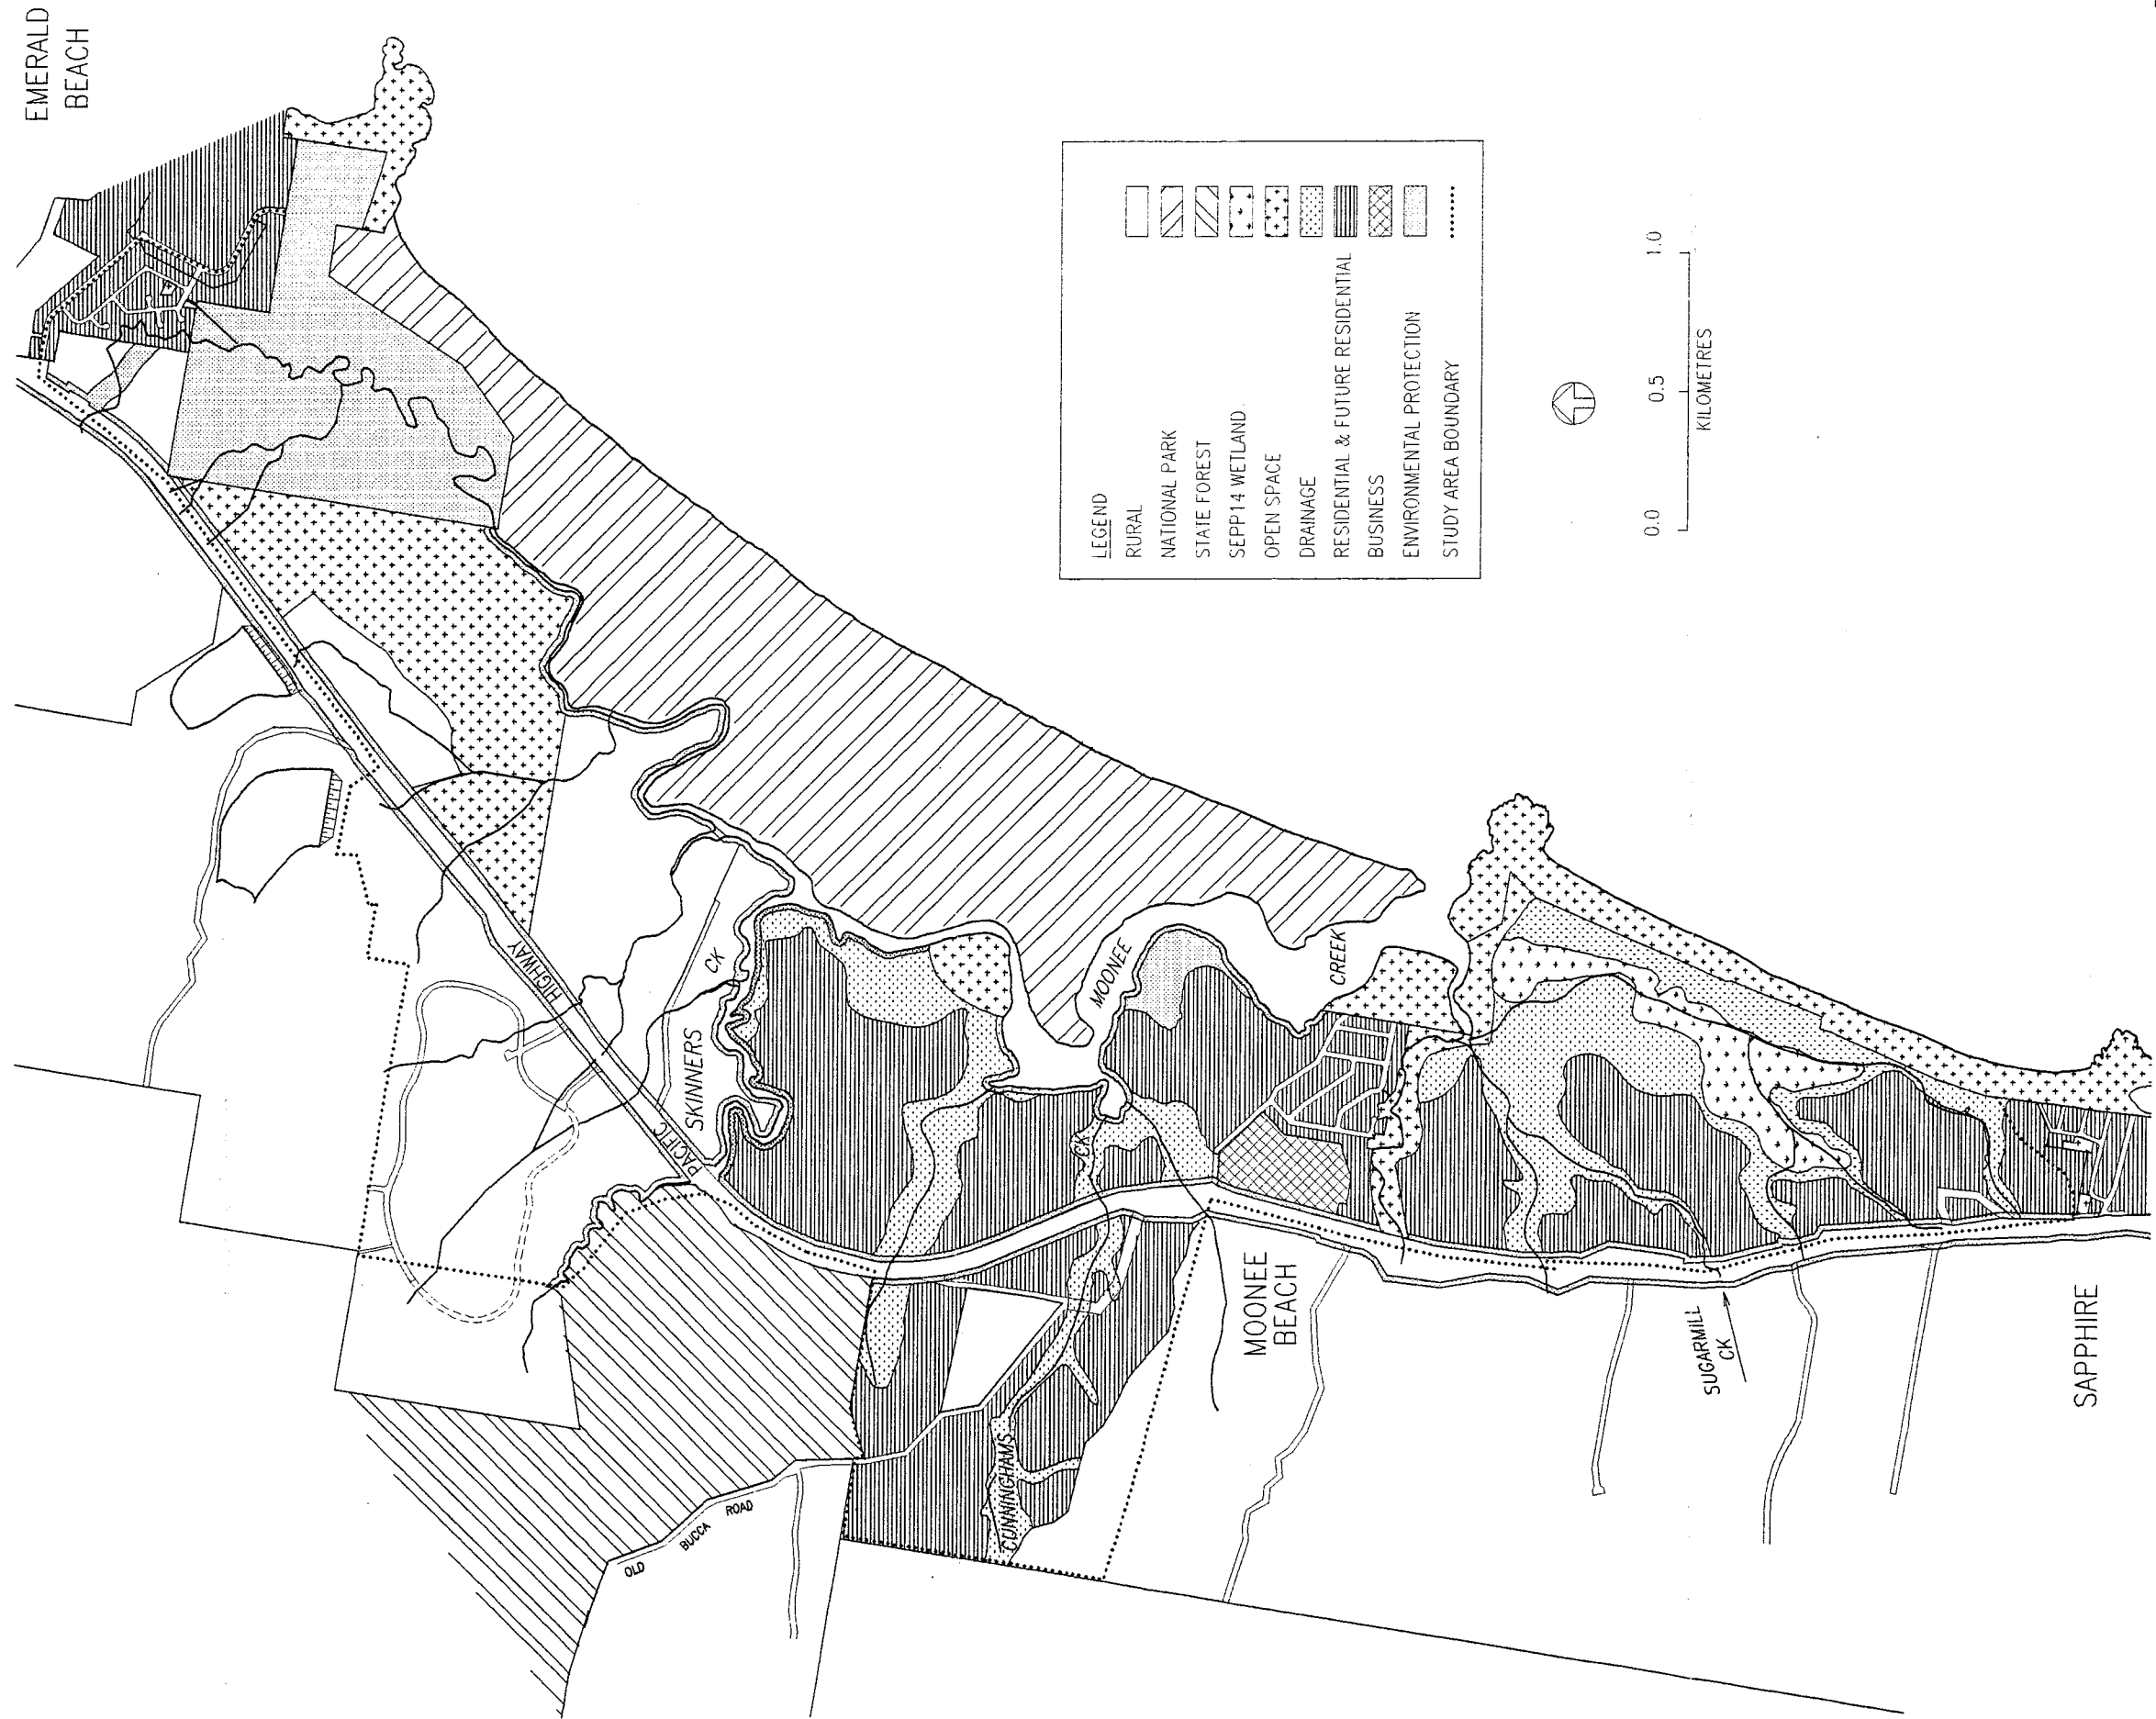 EMERALD
BEACH
LEGEND
RURAL
NATIONAL PARK
STATE FOREST
SEPP14 WETLAND
OPEN SPACE
DRAINAGE
RESIDENTIAL & FUTURE RESIDENTIAL
BUSINESS
ENVIRONMENTAL PROTECTION
STUDY AREA BOUNDARY
0.0 0.5 1.0
KILOMETRES
PACIFIC HIGHWAY
SKINNERS CK
MOONEE CREEK
CUNNINGHAMS CK
OLD BUCCA ROAD
MOONEE
BEACH
SUGARMILL
CK
SAPPHIRE